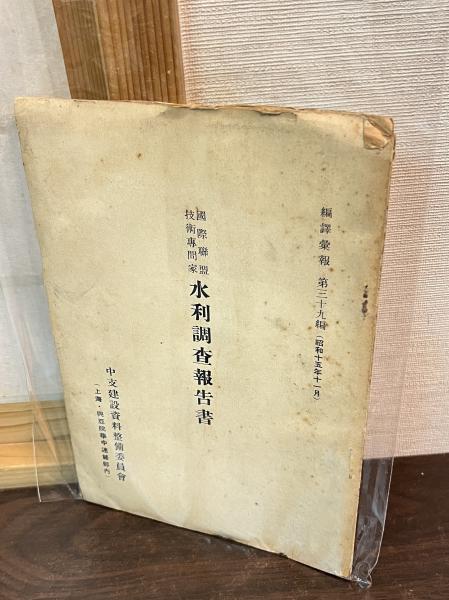 編譯彙報 第三十九編(昭和十五年十一月)
國際聯盟
技術專門家
水利調査報告書
中支建設資料整備委員會
(上海・興亞院華中連絡部內)